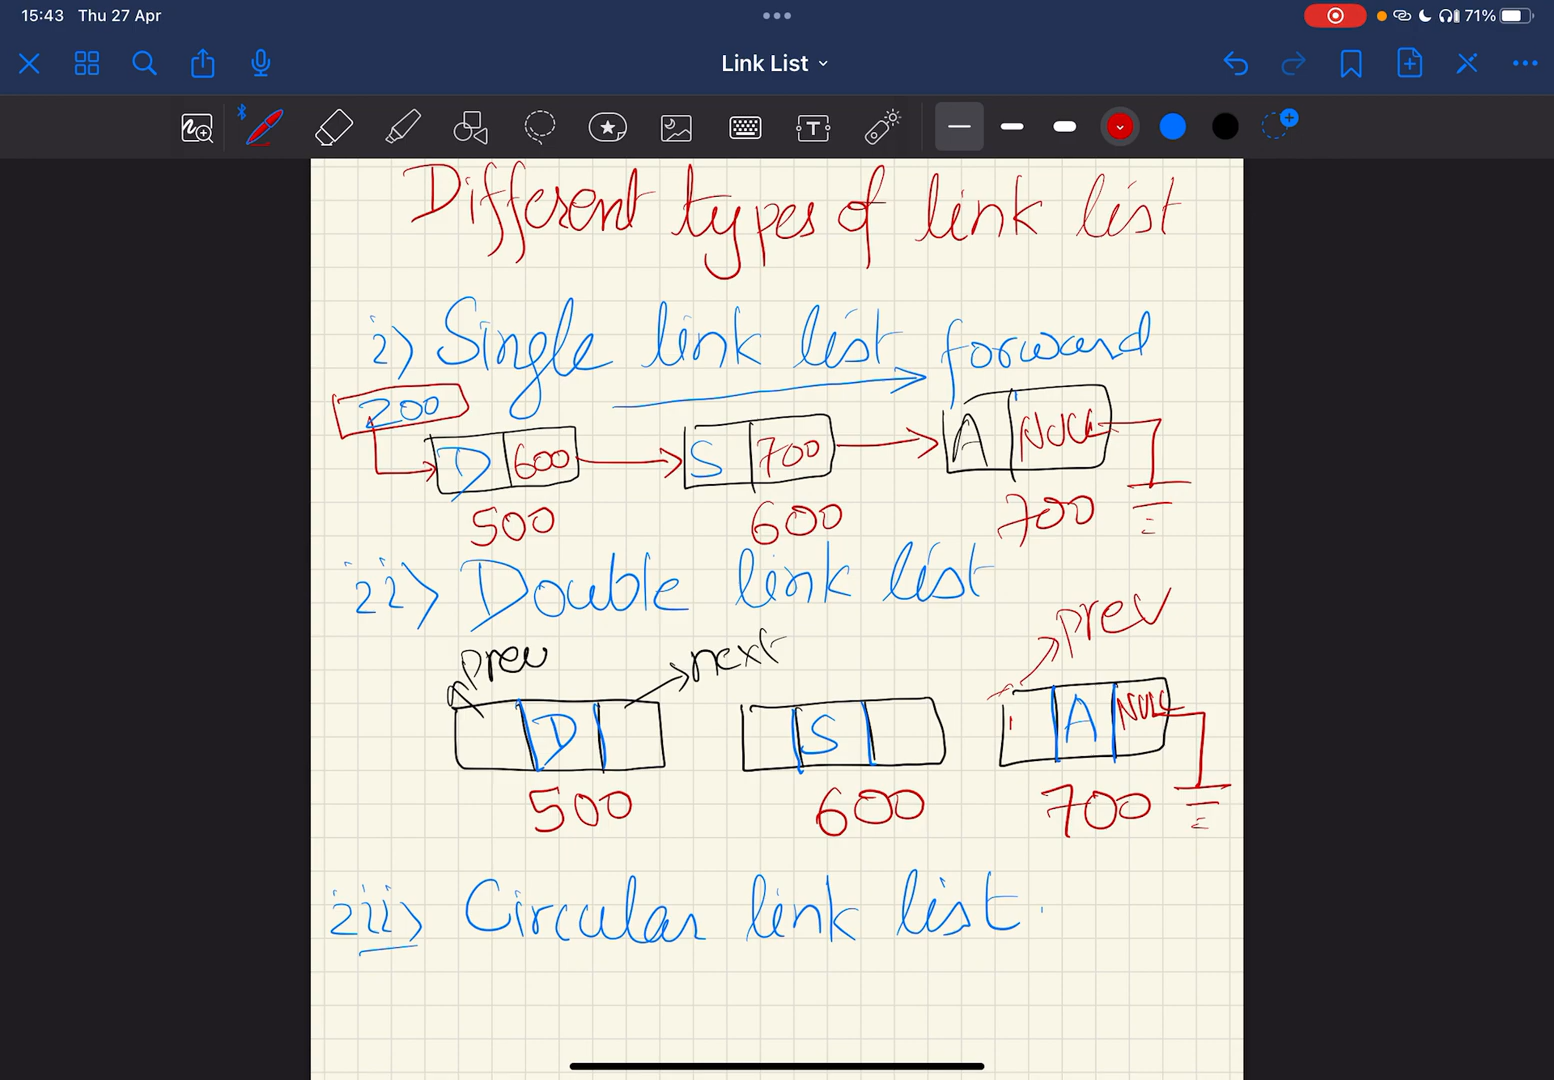 15:43 Thu 27 Apr
71%
Link List
T
Different types of link list
i) Single link list forward
200
D 600 S 700 A NULL
500 600 700
ii) Double link list
prev next prev
D S A NULL
500 600 700
iii) Circular link list.